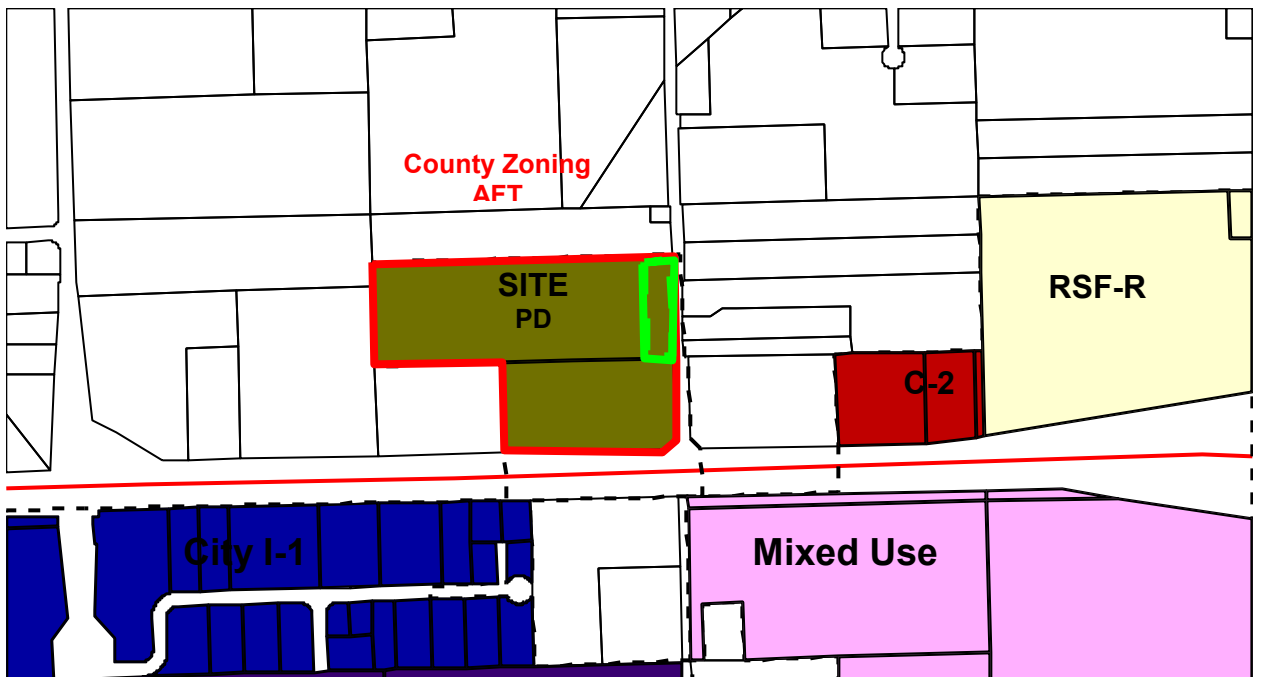 County Zoning
AFT
SITE
PD
RSF-R
C-2
City I-1
Mixed Use